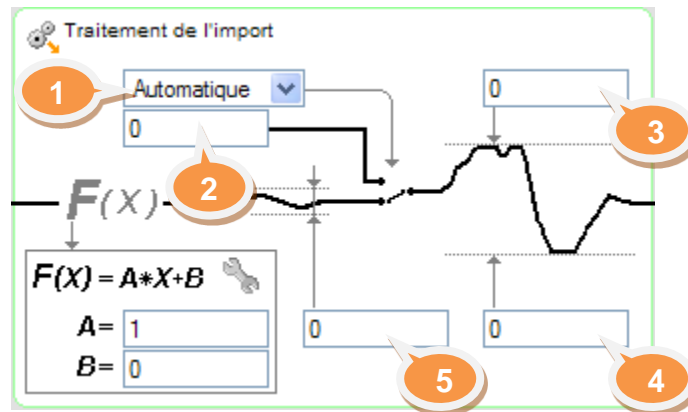 Traitement de l'import
1
Automatique
0
0
2
3
F(X)
F(X) = A*X+B
A= 1
B= 0
0
0
5
4